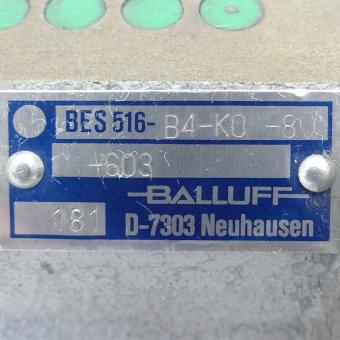 BES 516- B4-K0 -8
+603
BALLUFF
181 D-7303 Neuhausen